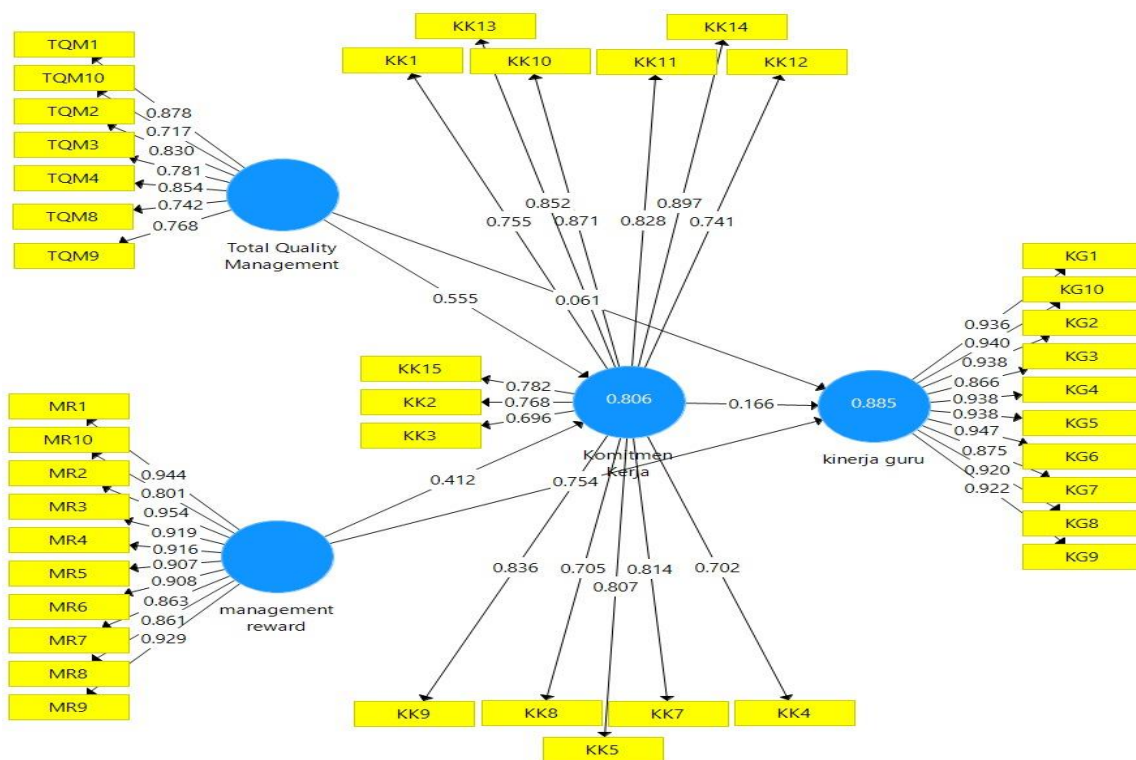 KK13
KK14
KK1
KK10
KK11
KK12
TQM1
TQM10
TQM2
TQM3
TQM4
TQM8
TQM9
0.878
0.717
0.830
0.781
0.854
0.742
0.768
Total Quality
Management
0.755
0.852
0.871
0.828
0.897
0.741
0.555
0.061
KK15
KK2
KK3
0.782
0.768
0.696
0.806
Komitmen
Kerja
0.166
0.885
kinerja guru
KG1
KG10
KG2
KG3
KG4
KG5
KG6
KG7
KG8
KG9
0.936
0.940
0.938
0.866
0.938
0.938
0.947
0.875
0.920
0.922
MR1
MR10
MR2
MR3
MR4
MR5
MR6
MR7
MR8
MR9
0.944
0.801
0.954
0.919
0.916
0.907
0.908
0.863
0.861
0.929
management
reward
0.412
0.754
0.836
0.705
0.807
0.814
0.702
KK9
KK8
KK7
KK4
KK5